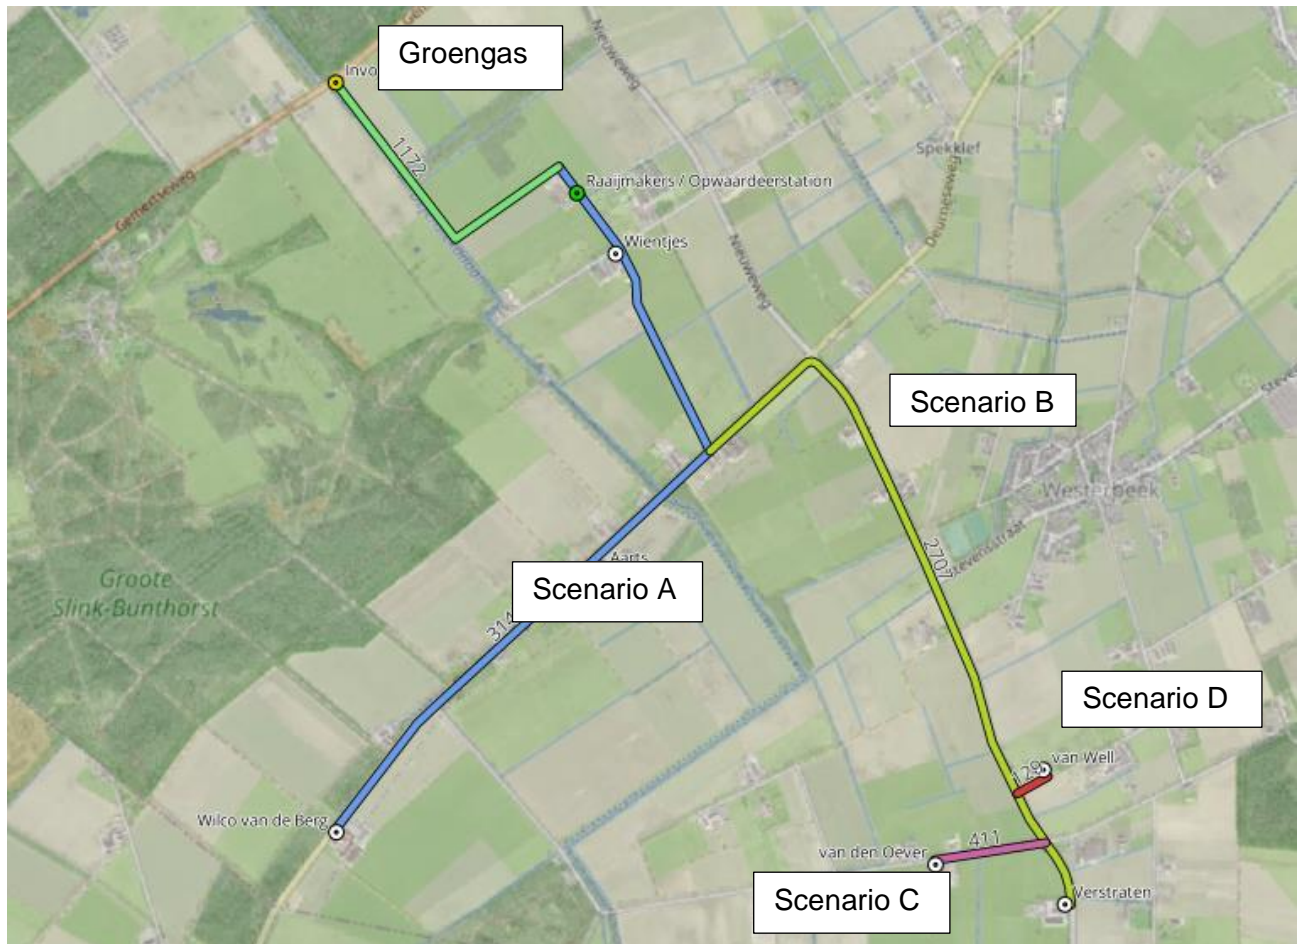 Groengas
Nieuweweg
1172
Gemertseweg
Raaijmakers / Opwaardeerstation
Spekklef
Deurneseweg
Wientjes
Nieuweweg
Scenario B
Westerbeek
Stevensstraat
2707
Aarts
Groote
Slink-Bunthorst
Scenario A
Scenario D
van Well
129
Wilco van de Berg
411
van den Oever
Scenario C
Verstraten